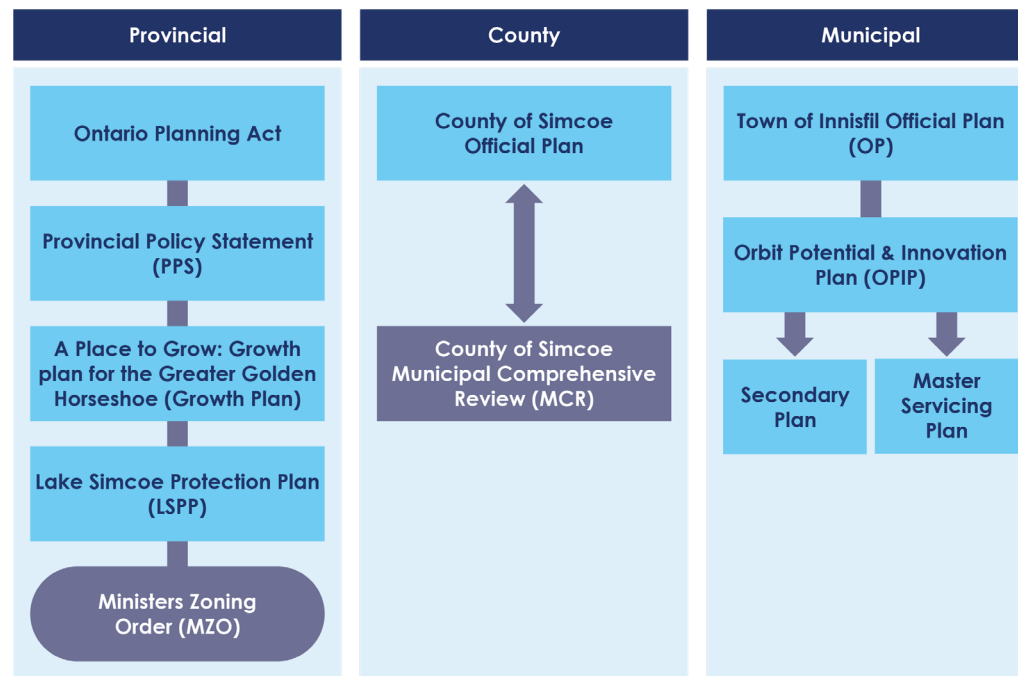 Provincial
Ontario Planning Act
Provincial Policy Statement
(PPS)
A Place to Grow: Growth
plan for the Greater Golden
Horseshoe (Growth Plan)
Lake Simcoe Protection Plan
(LSPP)
Ministers Zoning
Order (MZO)
County
County of Simcoe
Official Plan
County of Simcoe
Municipal Comprehensive
Review (MCR)
Municipal
Town of Innisfil Official Plan
(OP)
Orbit Potential & Innovation
Plan (OPIP)
Secondary
Plan
Master
Servicing
Plan